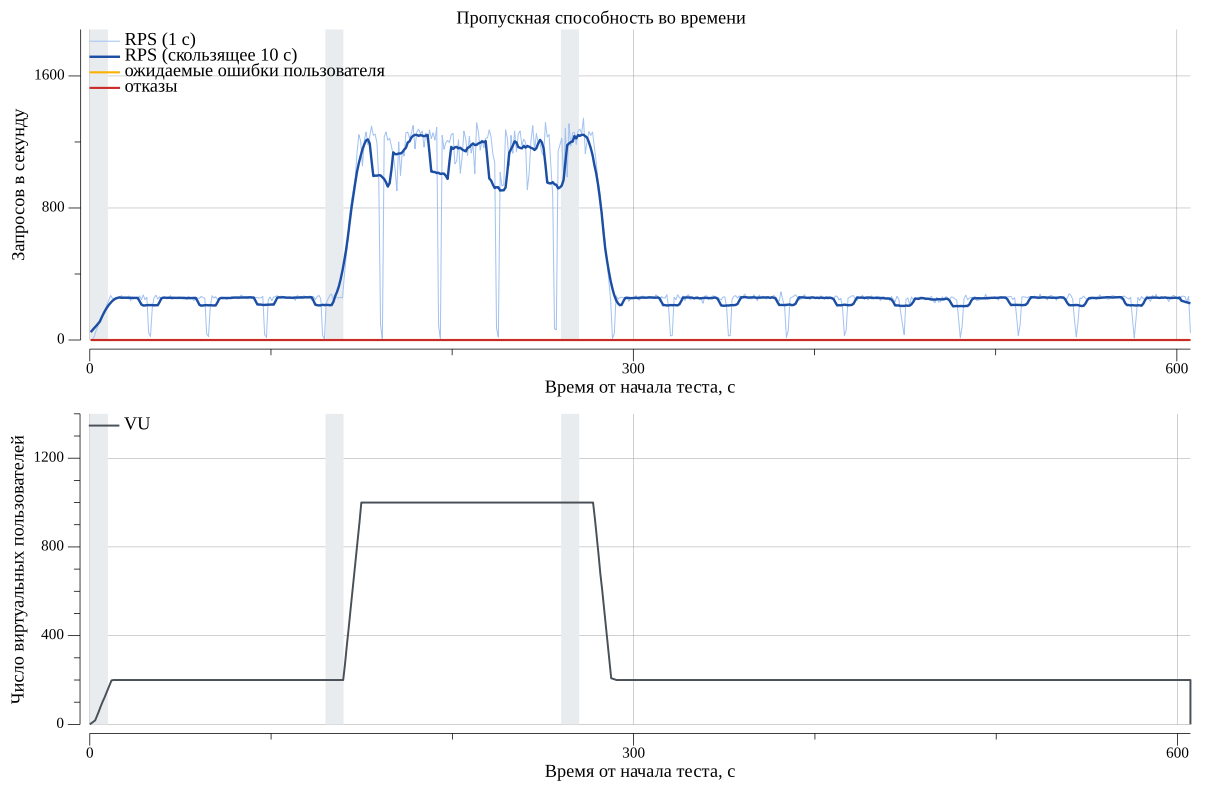 Пропускная способность во времени
RPS (1 с)
RPS (скользящее 10 с)
ожидаемые ошибки пользователя
отказы
Запросов в секунду
1600
800
0
0
300
600
Время от начала теста, с
VU
Число виртуальных пользователей
1200
800
400
0
0
300
600
Время от начала теста, с